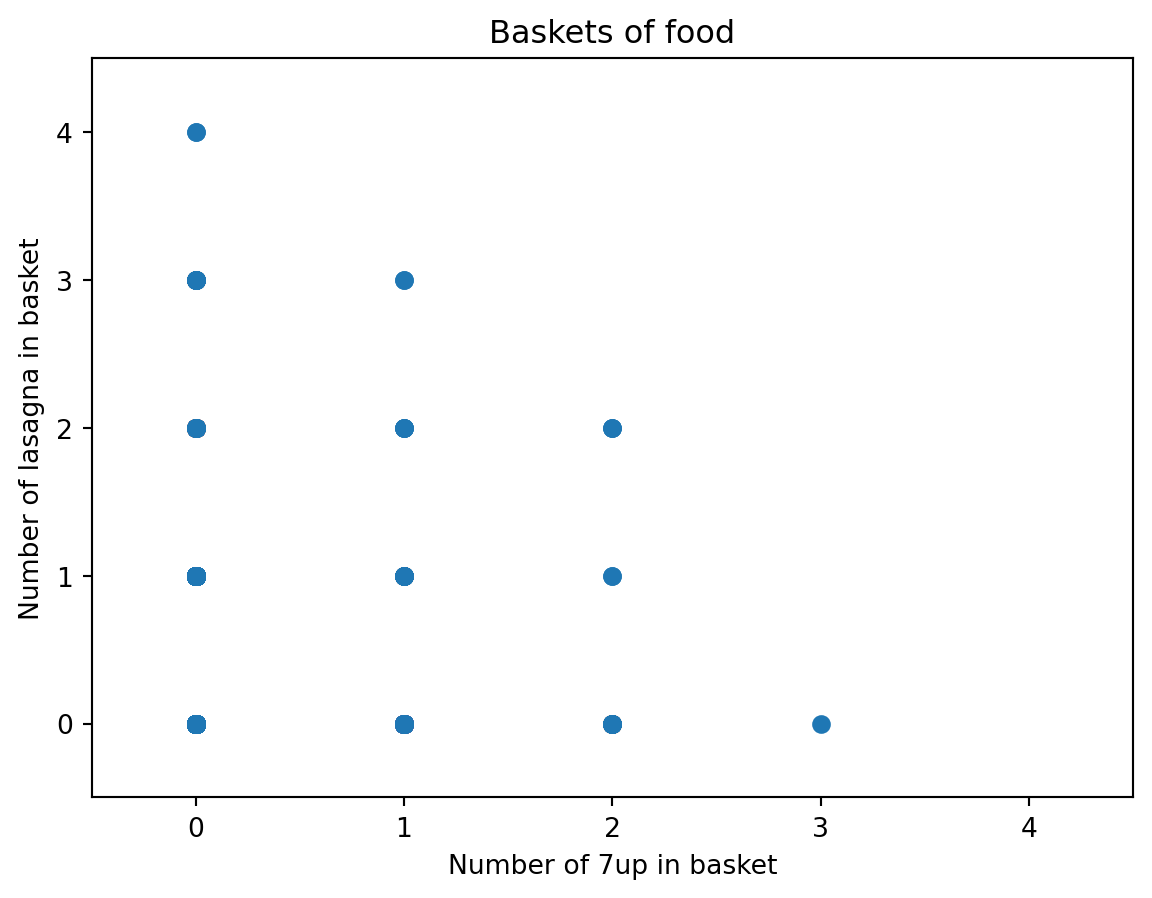 Baskets of food
4
3
2
1
0
Number of lasagna in basket
0 1 2 3 4
Number of 7up in basket